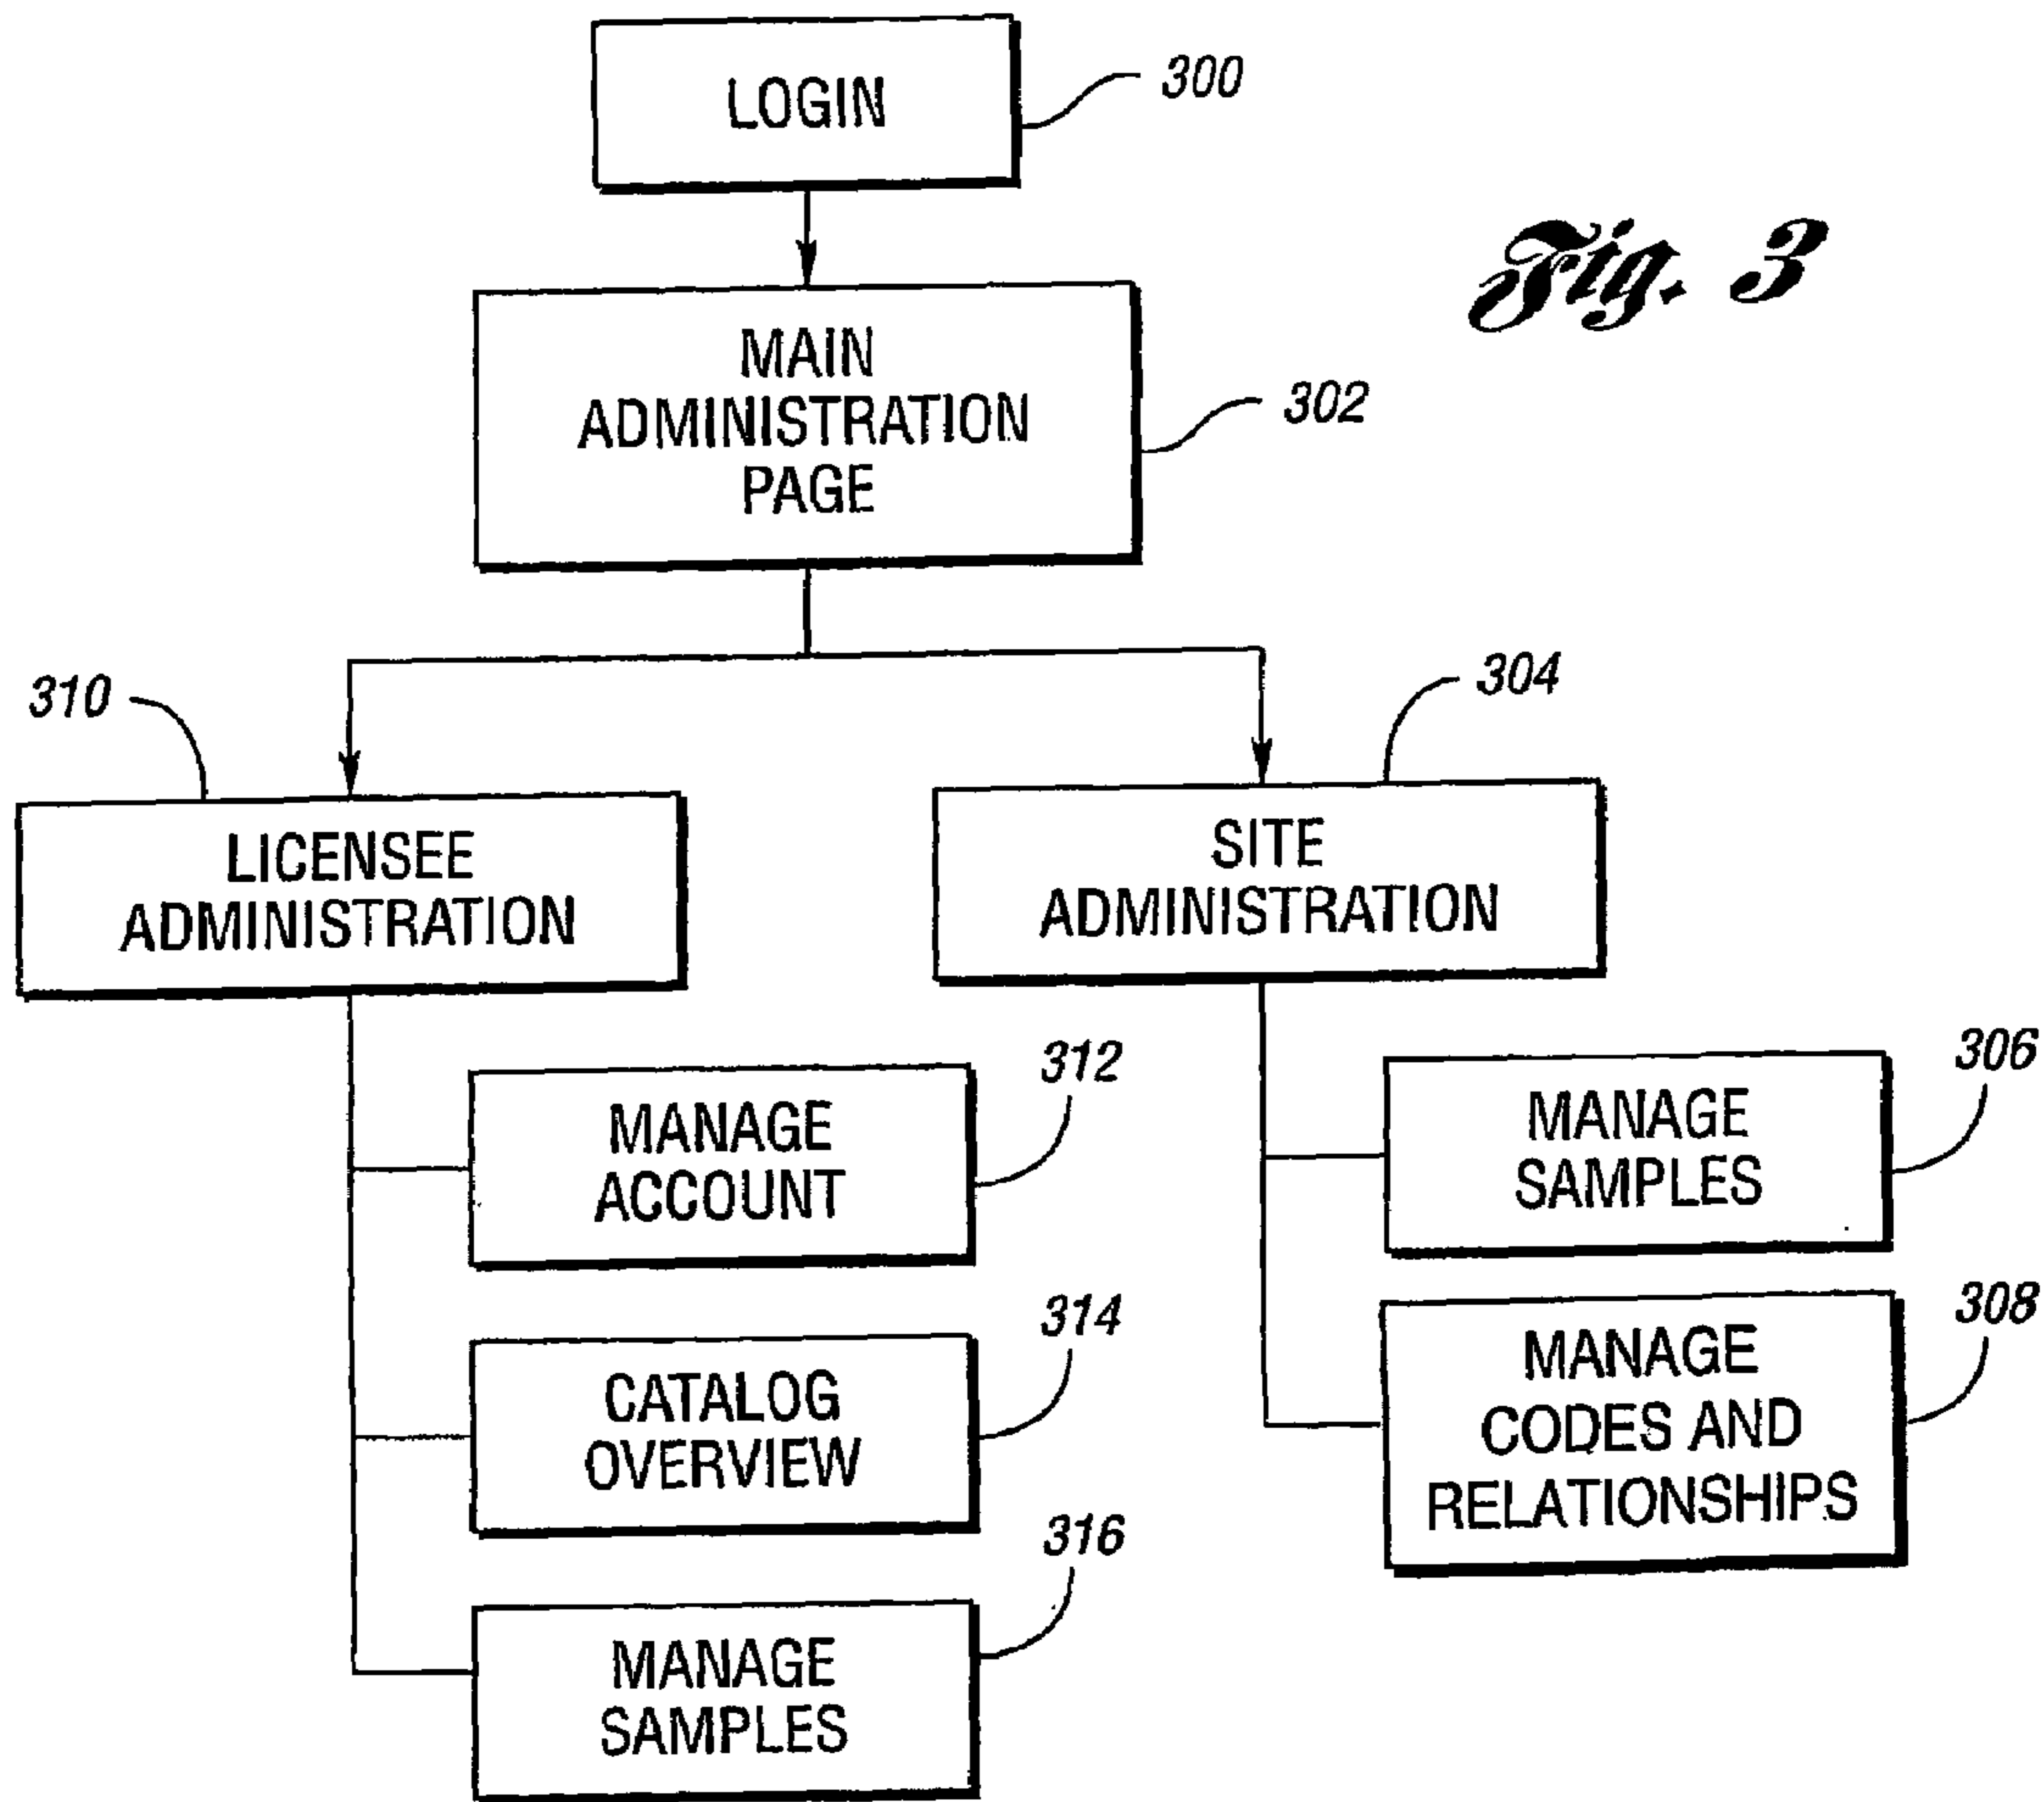 LOGIN
300
Fig. 3
MAIN
ADMINISTRATION
PAGE
302
310
304
LICENSEE
ADMINISTRATION
SITE
ADMINISTRATION
312
306
MANAGE
ACCOUNT
MANAGE
SAMPLES
314
308
CATALOG
OVERVIEW
MANAGE
CODES AND
RELATIONSHIPS
316
MANAGE
SAMPLES